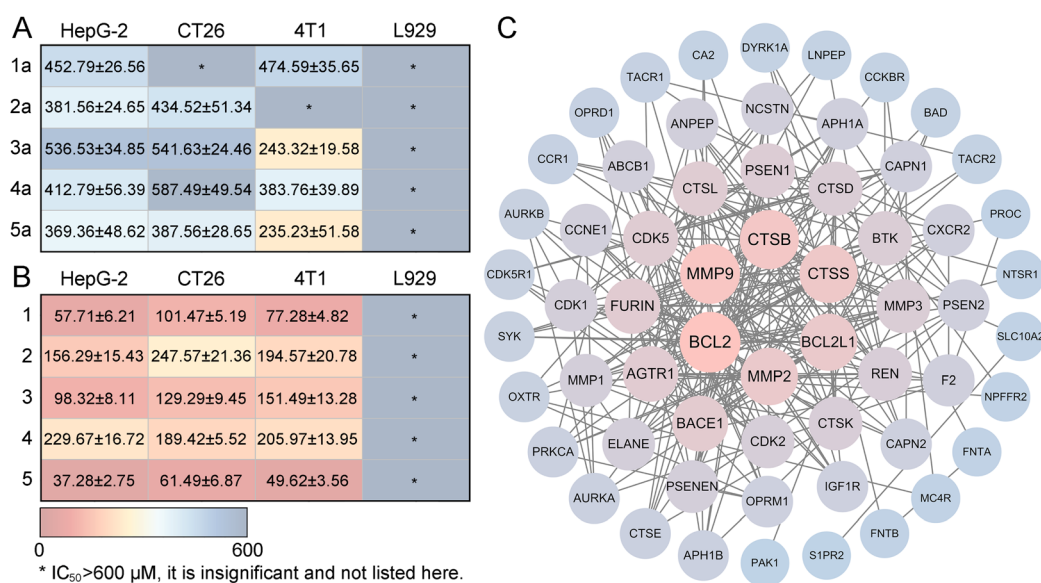 A
HepG-2 CT26 4T1 L929
1a 452.79±26.56 * 474.59±35.65 *
2a 381.56±24.65 434.52±51.34 * *
3a 536.53±34.85 541.63±24.46 243.32±19.58 *
4a 412.79±56.39 587.49±49.54 383.76±39.89 *
5a 369.36±48.62 387.56±28.65 235.23±51.58 *
B
HepG-2 CT26 4T1 L929
1 57.71±6.21 101.47±5.19 77.28±4.82 *
2 156.29±15.43 247.57±21.36 194.57±20.78 *
3 98.32±8.11 129.29±9.45 151.49±13.28 *
4 229.67±16.72 189.42±5.52 205.97±13.95 *
5 37.28±2.75 61.49±6.87 49.62±3.56 *
0 600
* IC₅₀>600 μM, it is insignificant and not listed here.
C
CA2
DYRK1A
LNPEP
TACR1
CCKBR
NCSTN
OPRD1
ANPEP
APH1A
BAD
CCR1
ABCB1
PSEN1
CAPN1
TACR2
CTSL
CTSD
AURKB
CCNE1
CDK5
CTSB
BTK
CXCR2
PROC
CDK5R1
MMP9
CTSS
NTSR1
CDK1
FURIN
MMP3
PSEN2
SYK
BCL2
BCL2L1
SLC10A2
OXTR
MMP1
AGTR1
MMP2
REN
F2
NPFFR2
PRKCA
ELANE
BACE1
CDK2
CTSK
CAPN2
FNTA
AURKA
PSENEN
OPRM1
IGF1R
MC4R
CTSE
APH1B
PAK1
S1PR2
FNTB